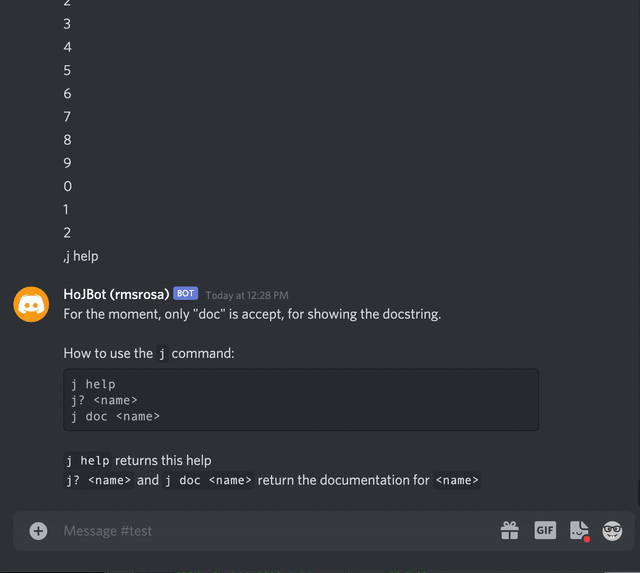 2
3
4
5
6
7
8
9
0
1
2
,j help
HoJBot (rmsrosa) BOT Today at 12:28 PM
For the moment, only "doc" is accept, for showing the docstring.
How to use the j command:
j help
j? <name>
j doc <name>
j help returns this help
j? <name> and j doc <name> return the documentation for <name>
Message #test
GIF